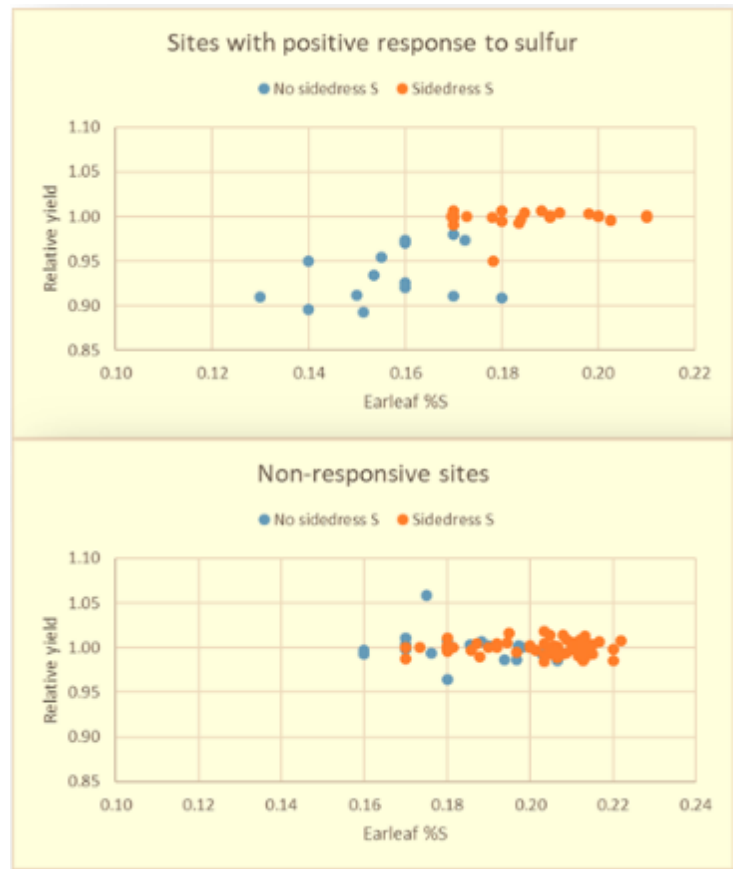 Sites with positive response to sulfur
No sidedress S Sidedress S
1.10
1.05
1.00
0.95
0.90
0.85
Relative yield
0.10 0.12 0.14 0.16 0.18 0.20 0.22
Earleaf %S
Non-responsive sites
No sidedress S Sidedress S
1.10
1.05
1.00
0.95
0.90
0.85
Relative yield
0.10 0.12 0.14 0.16 0.18 0.20 0.22 0.24
Earleaf %S